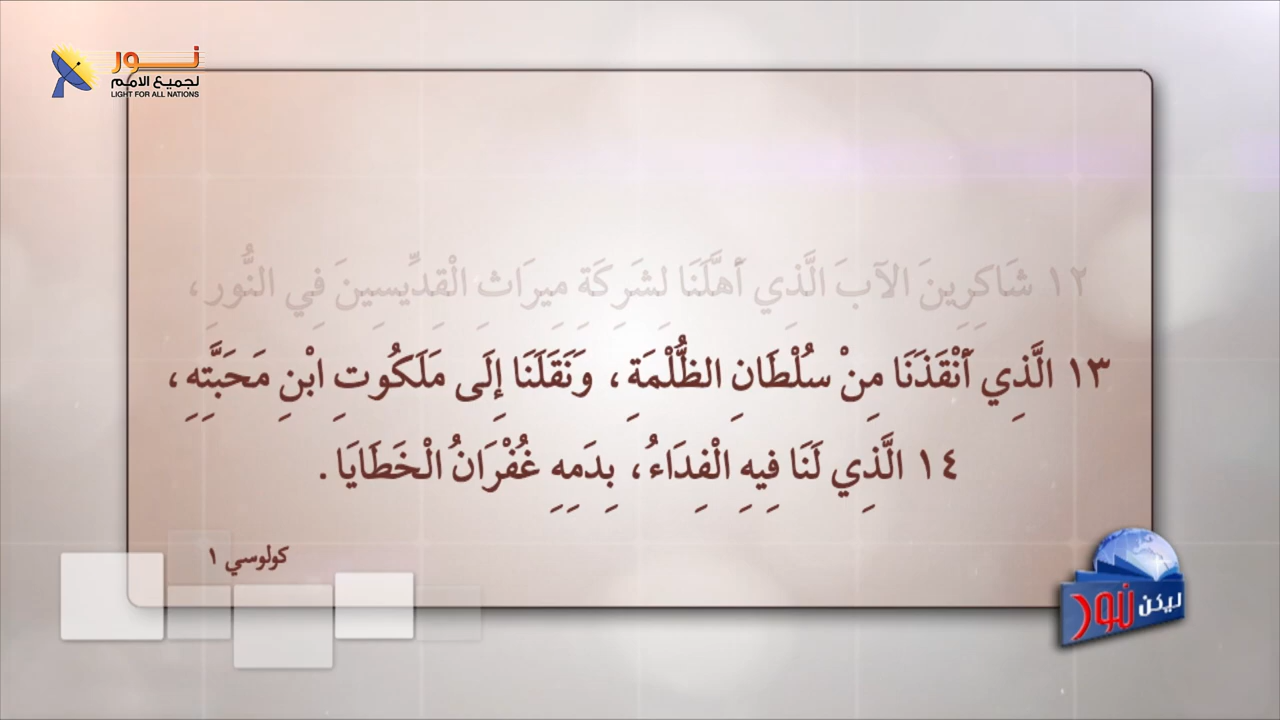 نور
لجميع الامم
LIGHT FOR ALL NATIONS
١٢ شَاكِرِينَ الآبَ الَّذِي أَهَّلَنَا لِشَرِكَةِ مِيرَاثِ الْقِدِّيسِينَ فِي النُّورِ،
١٣ الَّذِي أَنْقَذَنَا مِنْ سُلْطَانِ الظُّلْمَةِ، وَنَقَلَنَا إِلَى مَلَكُوتِ ابْنِ مَحَبَّتِهِ،
١٤ الَّذِي لَنَا فِيهِ الْفِدَاءُ، بِدَمِهِ غُفْرَانُ الْخَطَايَا.
كولوسي ١
ليكن نور